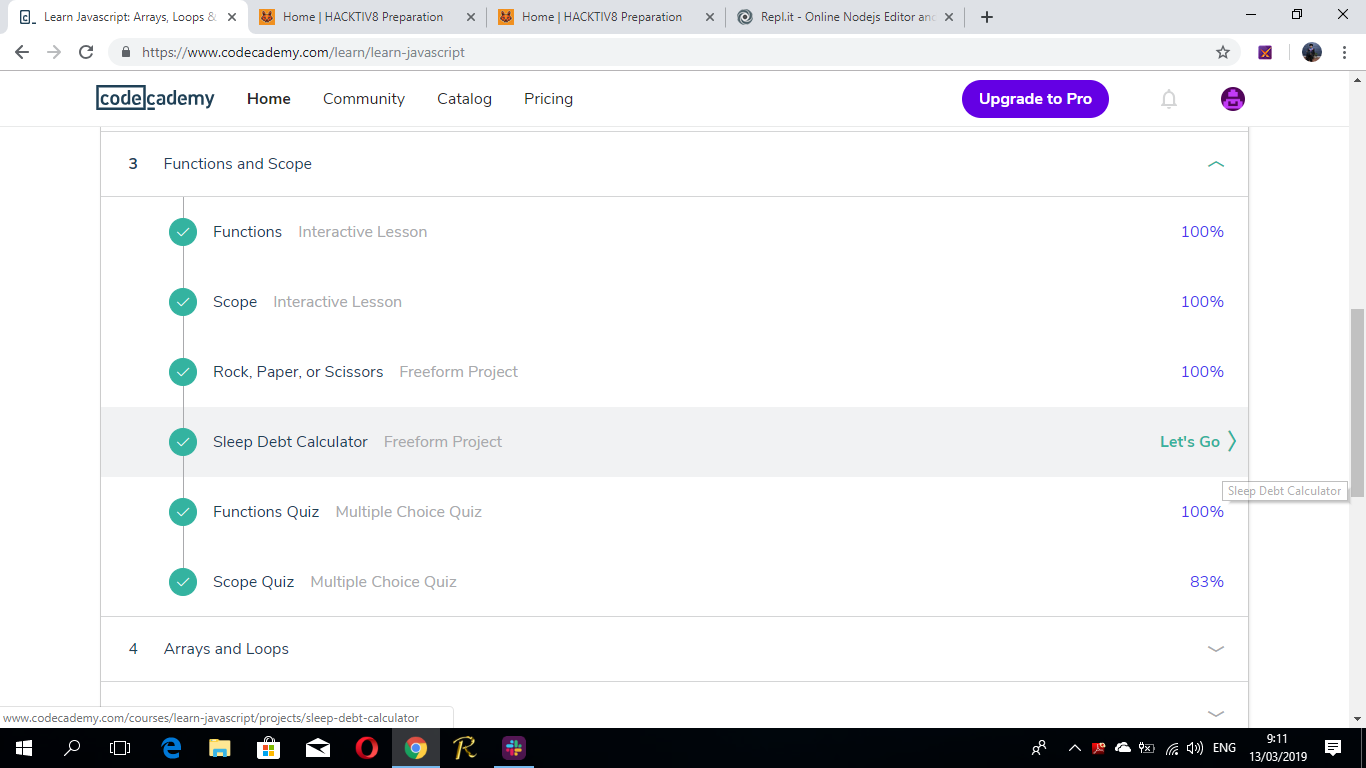 Learn Javascript: Arrays, Loops &
Home | HACKTIV8 Preparation
Home | HACKTIV8 Preparation
Repl.it - Online Nodejs Editor and
https://www.codecademy.com/learn/learn-javascript
codecademy
Home
Community
Catalog
Pricing
Upgrade to Pro
3 Functions and Scope
Functions Interactive Lesson 100%
Scope Interactive Lesson 100%
Rock, Paper, or Scissors Freeform Project 100%
Sleep Debt Calculator Freeform Project Let's Go
Sleep Debt Calculator
Functions Quiz Multiple Choice Quiz 100%
Scope Quiz Multiple Choice Quiz 83%
4 Arrays and Loops
www.codecademy.com/courses/learn-javascript/projects/sleep-debt-calculator
ENG
9:11
13/03/2019